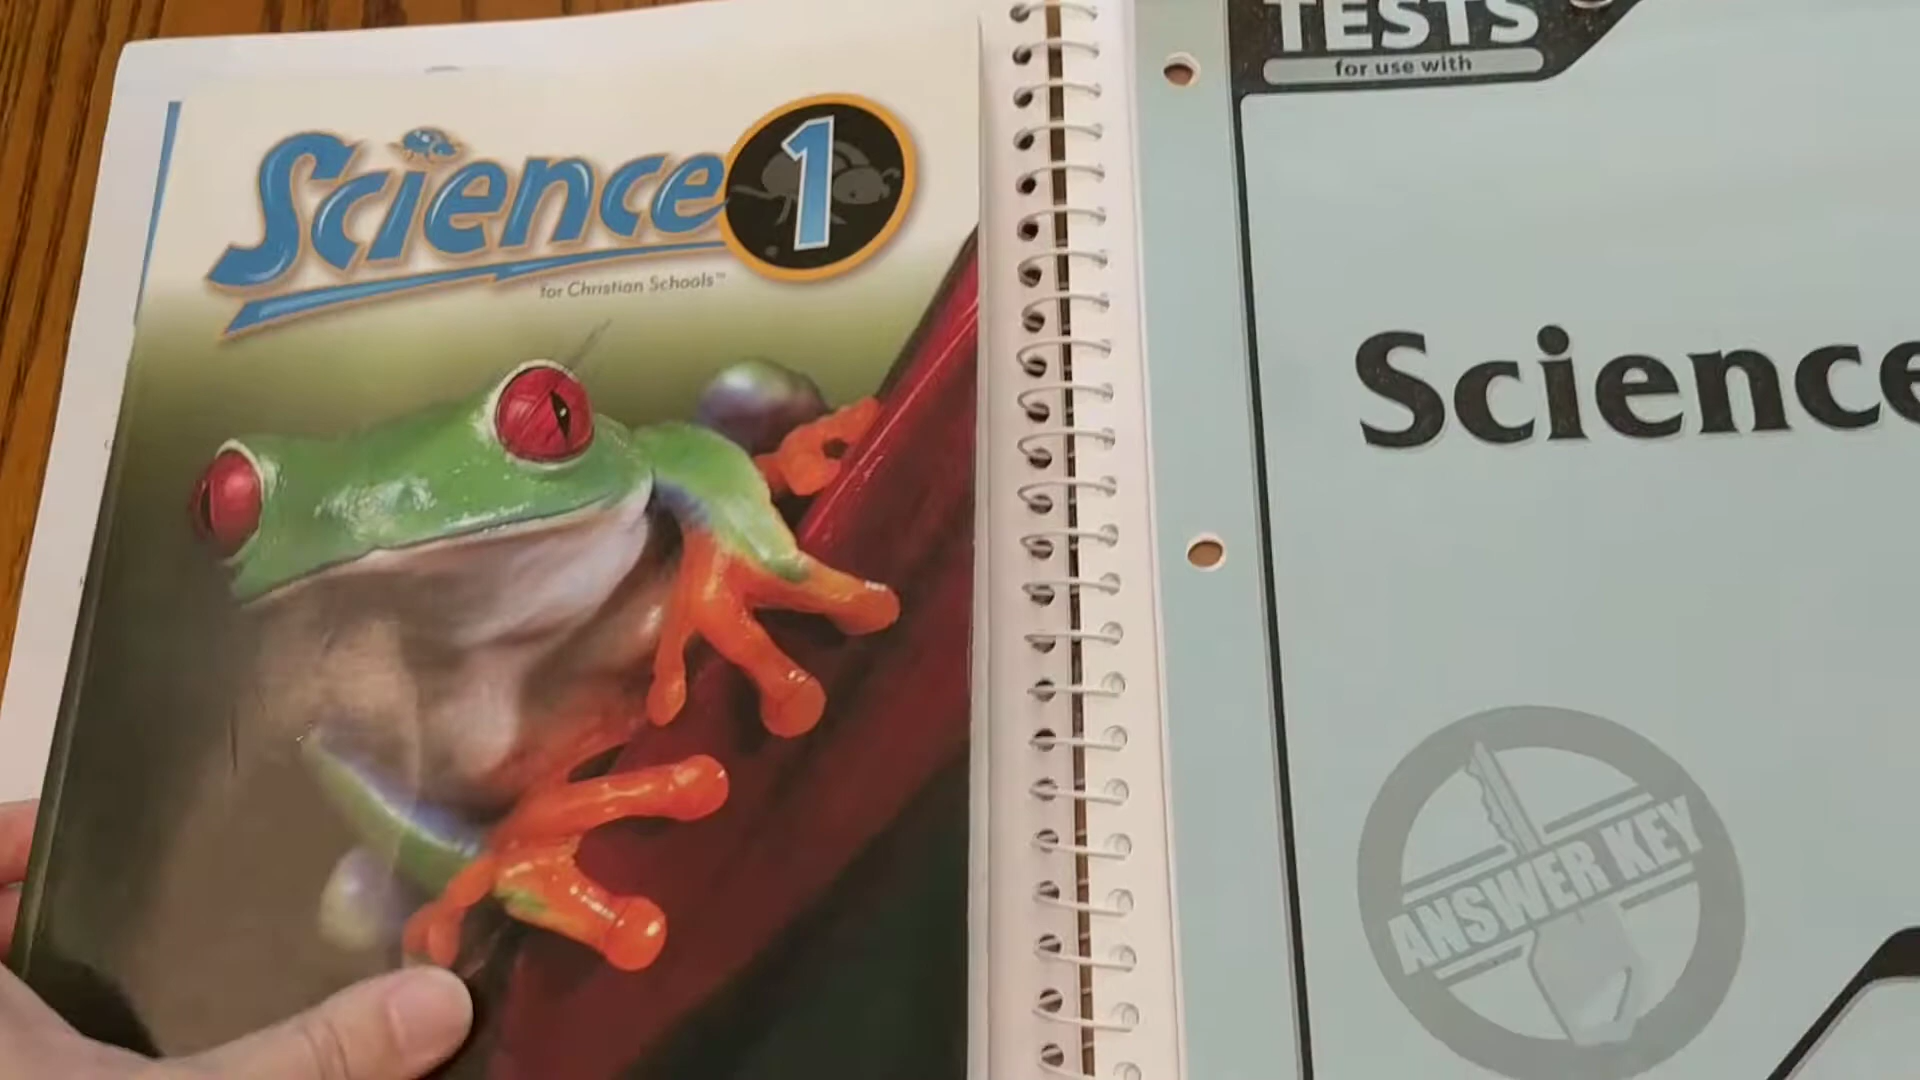 Science 1
for Christian Schools™
TESTS
for use with
Science
ANSWER KEY